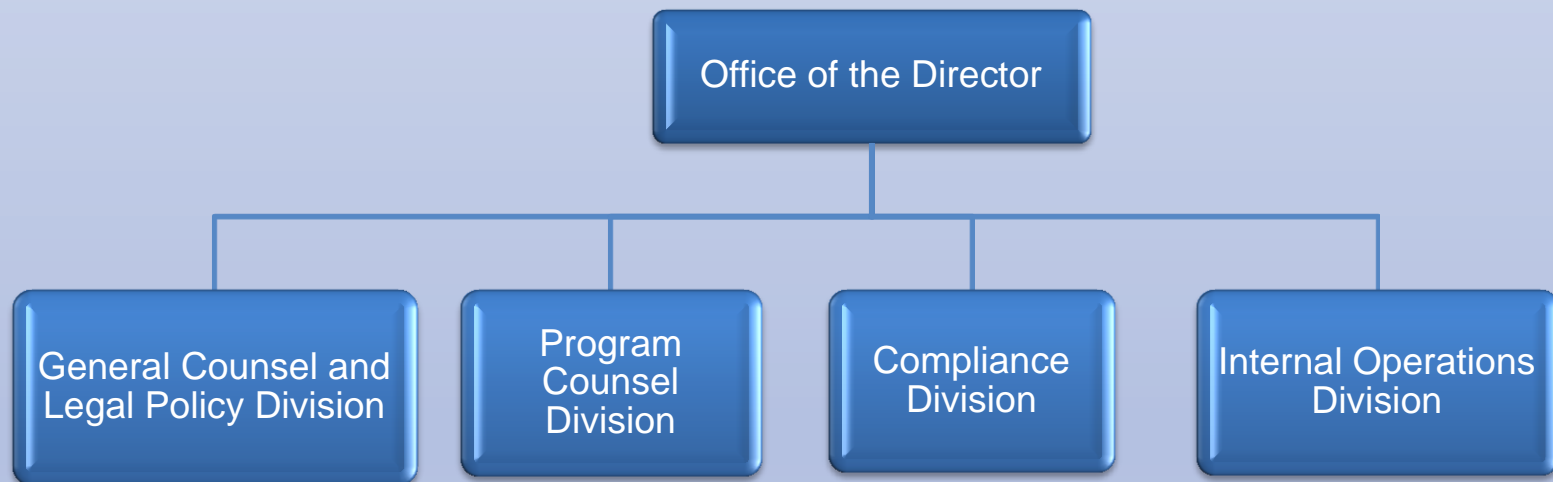 Office of the Director
General Counsel and
Legal Policy Division
Program
Counsel
Division
Compliance
Division
Internal Operations
Division